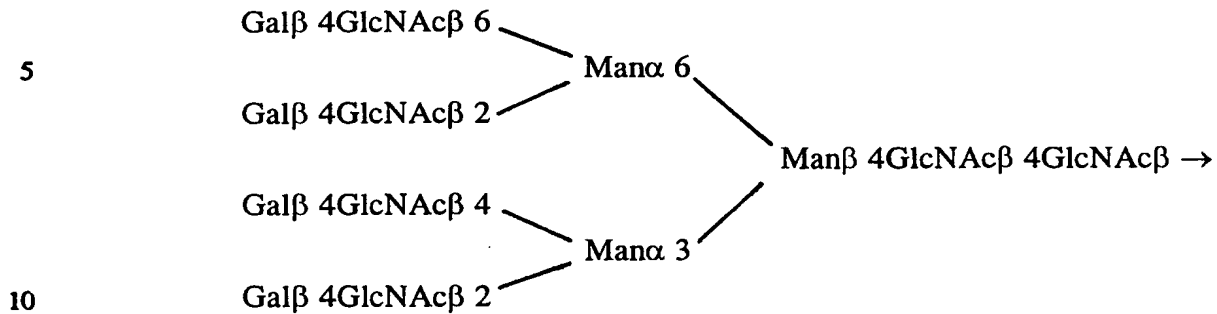 Galβ 4GlcNAcβ 6
5 Manα 6
Galβ 4GlcNAcβ 2
Manβ 4GlcNAcβ 4GlcNAcβ →
Galβ 4GlcNAcβ 4
Manα 3
10 Galβ 4GlcNAcβ 2